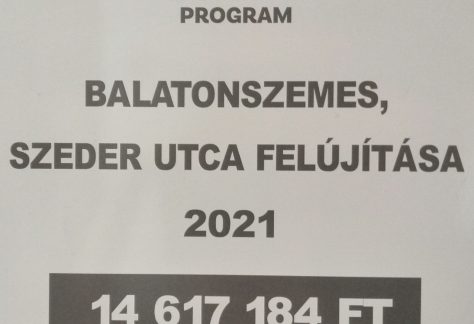 PROGRAM
BALATONSZEMES,
SZEDER UTCA FELÚJÍTÁSA
2021
14 617 184 FT